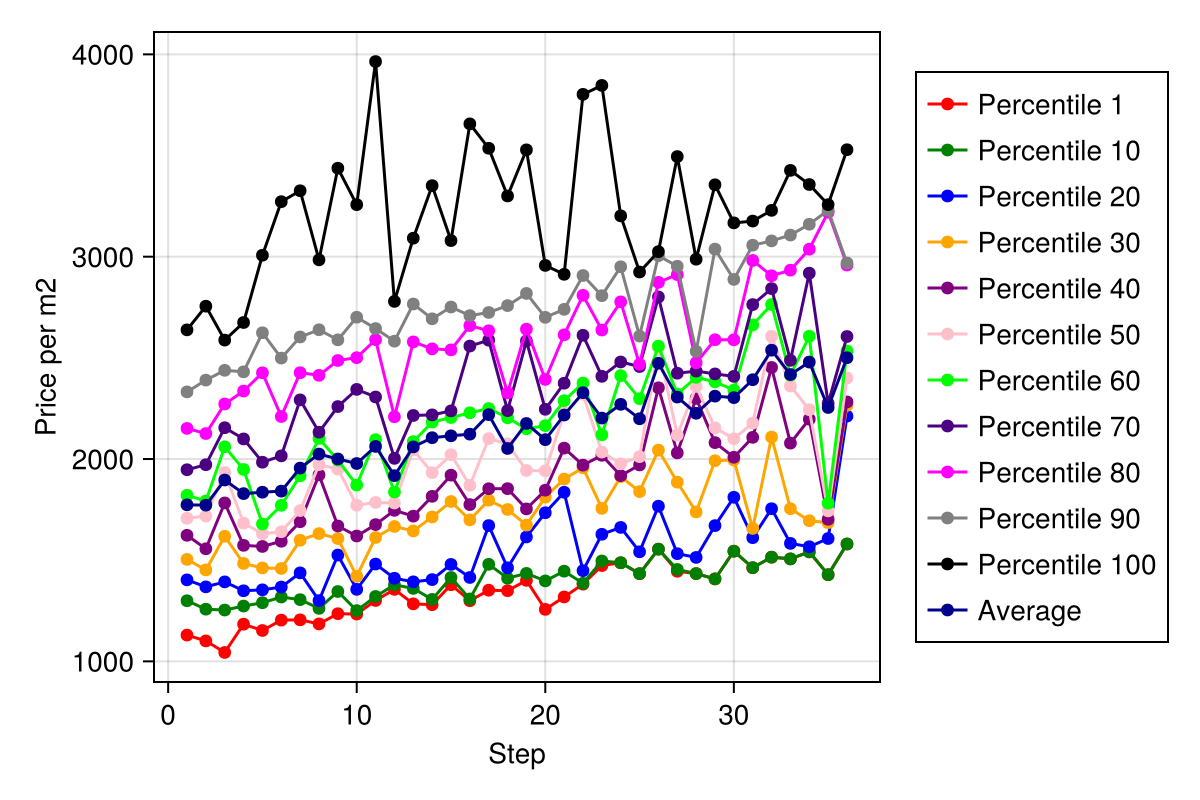 4000
3000
2000
1000
Price per m2
0
10
20
30
Step
Percentile 1
Percentile 10
Percentile 20
Percentile 30
Percentile 40
Percentile 50
Percentile 60
Percentile 70
Percentile 80
Percentile 90
Percentile 100
Average